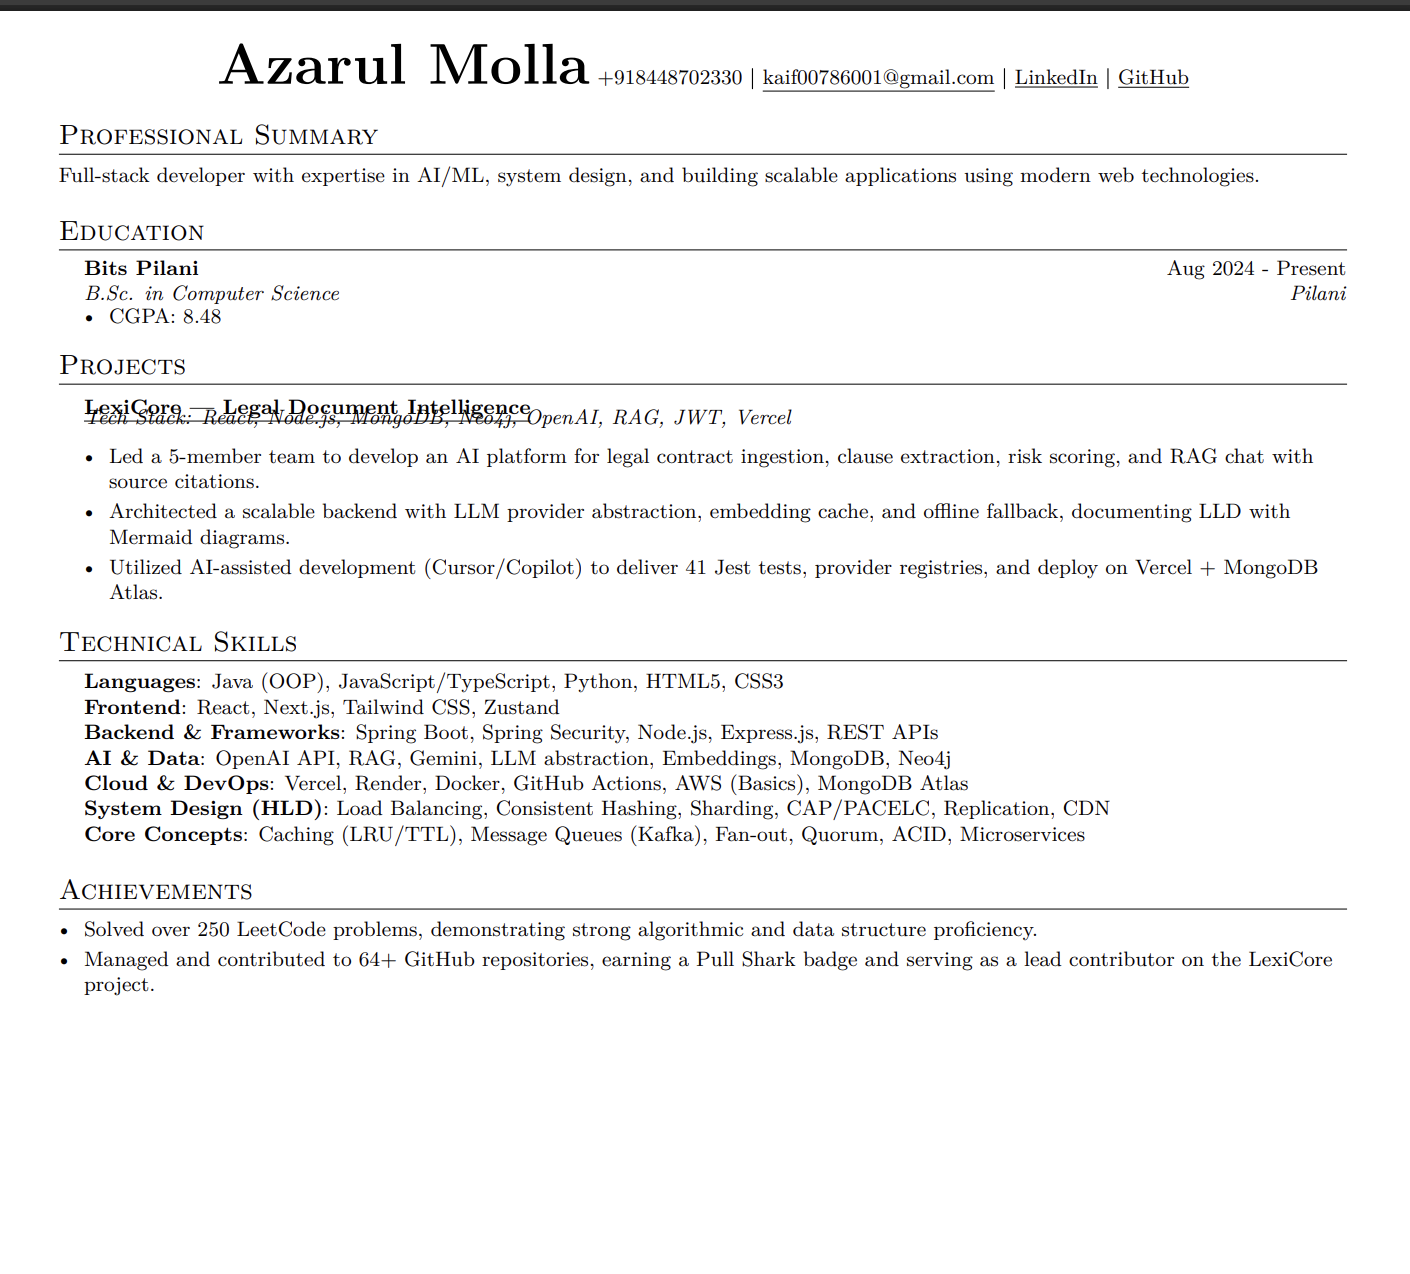 Azarul Molla +918448702330 | kaif00786001@gmail.com | LinkedIn | GitHub
Professional Summary
Full-stack developer with expertise in AI/ML, system design, and building scalable applications using modern web technologies.
Education
Bits Pilani Aug 2024 - Present
B.Sc. in Computer Science Pilani
• CGPA: 8.48
Projects
LexiCore — Legal Document Intelligence
Tech Stack: React, Node.js, MongoDB, Neo4j, OpenAI, RAG, JWT, Vercel
• Led a 5-member team to develop an AI platform for legal contract ingestion, clause extraction, risk scoring, and RAG chat with
source citations.
• Architected a scalable backend with LLM provider abstraction, embedding cache, and offline fallback, documenting LLD with
Mermaid diagrams.
• Utilized AI-assisted development (Cursor/Copilot) to deliver 41 Jest tests, provider registries, and deploy on Vercel + MongoDB
Atlas.
Technical Skills
Languages: Java (OOP), JavaScript/TypeScript, Python, HTML5, CSS3
Frontend: React, Next.js, Tailwind CSS, Zustand
Backend & Frameworks: Spring Boot, Spring Security, Node.js, Express.js, REST APIs
AI & Data: OpenAI API, RAG, Gemini, LLM abstraction, Embeddings, MongoDB, Neo4j
Cloud & DevOps: Vercel, Render, Docker, GitHub Actions, AWS (Basics), MongoDB Atlas
System Design (HLD): Load Balancing, Consistent Hashing, Sharding, CAP/PACELC, Replication, CDN
Core Concepts: Caching (LRU/TTL), Message Queues (Kafka), Fan-out, Quorum, ACID, Microservices
Achievements
• Solved over 250 LeetCode problems, demonstrating strong algorithmic and data structure proficiency.
• Managed and contributed to 64+ GitHub repositories, earning a Pull Shark badge and serving as a lead contributor on the LexiCore
project.